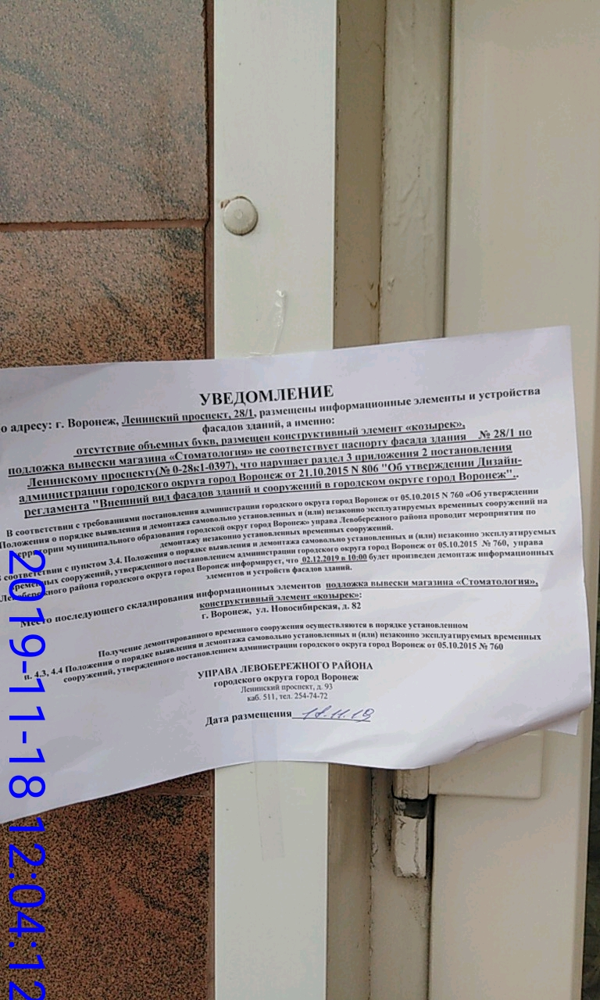 УВЕДОМЛЕНИЕ
о адресу: г. Воронеж, Ленинский проспект, 28/1, размещены информационные элементы и устройства
фасадов зданий, а именно:
отсутствие объемных букв, размещен конструктивный элемент «козырек»,
подложка вывески магазина «Стоматология» не соответствует паспорту фасада здания № 28/1 по
Ленинскому проспекту(№ 0-28к1-0397), что нарушает раздел 3 приложения 2 постановления
администрации городского округа город Воронеж от 21.10.2015 N 806 "Об утверждении Дизайн-
регламента "Внешний вид фасадов зданий и сооружений в городском округе город Воронеж"..
В соответствии с требованиями постановления администрации городского округа город Воронеж от 05.10.2015 N 760 «Об утверждении
Положения о порядке выявления и демонтажа самовольно установленных и (или) незаконно эксплуатируемых временных сооружений на
территории муниципального образования городской округ город Воронеж» управа Левобережного района проводит мероприятия по
демонтажу незаконно установленных временных сооружений.
соответствии с пунктом 3.4. Положения о порядке выявления и демонтажа самовольно установленных и (или) незаконно эксплуатируемых
временных сооружений, утвержденного постановлением администрации городского округа город Воронеж от 05.10.2015 № 760, управа
Левобережного района городского округа город Воронеж информирует, что 02.12.2019 в 10:00 будет произведен демонтаж информационных
элементов и устройств фасадов зданий.
Место последующего складирования информационных элементов подложка вывески магазина «Стоматология»,
конструктивный элемент «козырек»:
г. Воронеж, ул. Новосибирская, д. 82
Получение демонтированного временного сооружения осуществляются в порядке установленном
п. 4.3, 4.4 Положения о порядке выявления и демонтажа самовольно установленных и (или) незаконно эксплуатируемых временных
сооружений, утвержденного постановлением администрации городского округа город Воронеж от 05.10.2015 № 760
УПРАВА ЛЕВОБЕРЕЖНОГО РАЙОНА
городского округа город Воронеж
Ленинский проспект, д. 93
каб. 511, тел. 254-74-72
Дата размещения 18.11.19
2019-11-18 12:04:12